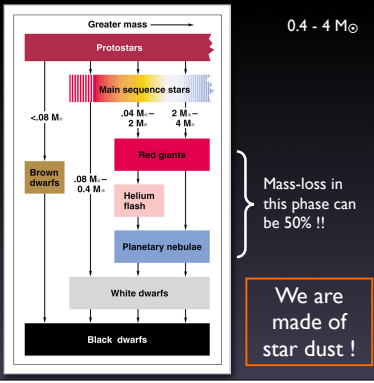 Greater mass
0.4 - 4 M☉
Protostars
Main sequence stars
<.08 M☉
.04 M☉–
2 M☉
2 M☉–
4 M☉
Red giants
Brown
dwarfs
.08 M☉–
0.4 M☉
Helium
flash
Mass-loss in
this phase can
be 50% !!
Planetary nebulae
White dwarfs
We are
made of
star dust !
Black dwarfs